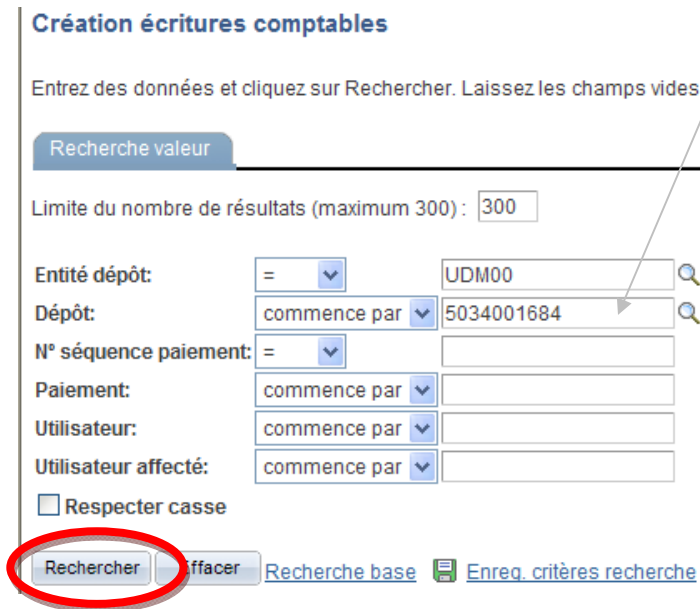 Création écritures comptables
Entrez des données et cliquez sur Rechercher. Laissez les champs vides
Recherche valeur
Limite du nombre de résultats (maximum 300) : 300
Entité dépôt: = UDM00
Dépôt: commence par 5034001684
Nº séquence paiement: =
Paiement: commence par
Utilisateur: commence par
Utilisateur affecté: commence par
Respecter casse
Rechercher Effacer Recherche base Enreg. critères recherche